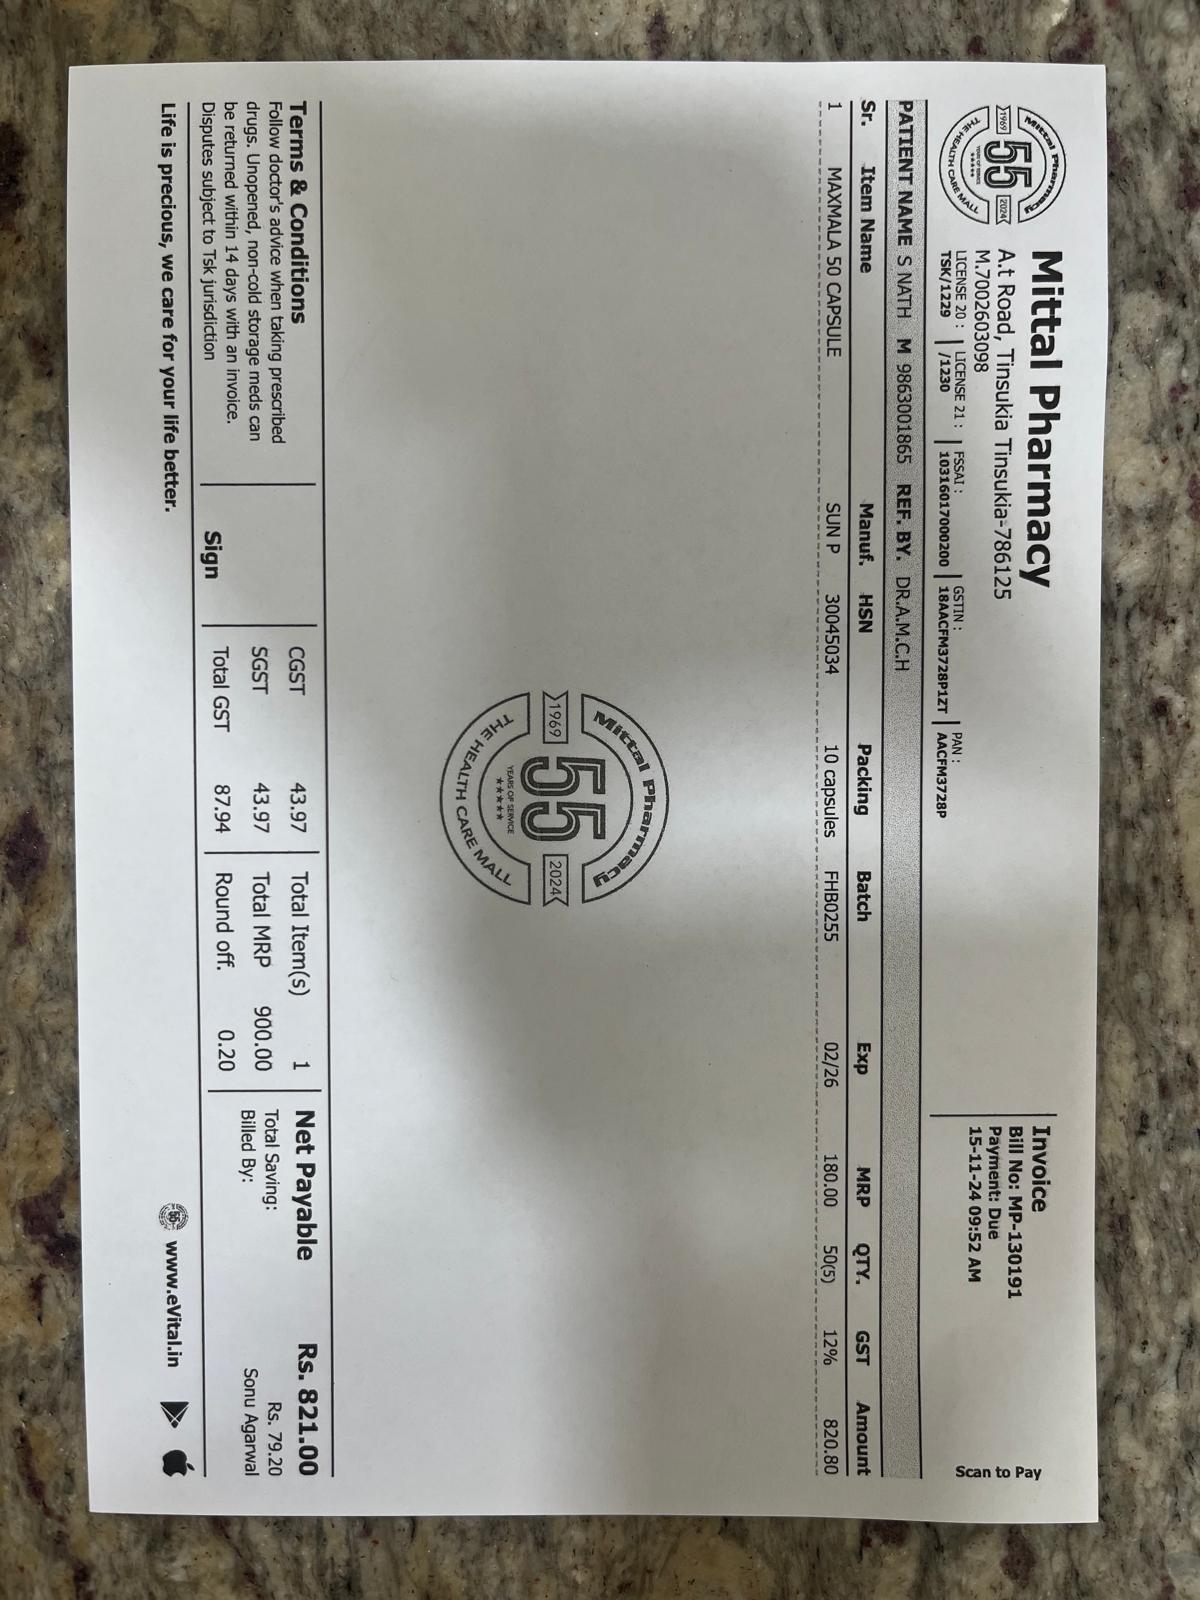 Mittal Pharmacy
1969 55 2024
YEARS OF SERVICE
THE HEALTH CARE MALL
Mittal Pharmacy
A.t Road, Tinsukia Tinsukia-786125
M.7002603098
LICENSE 20 : | LICENSE 21 : | FSSAI : | GSTIN : | PAN :
TSK/1229 | /1230 | 10316017000200 | 18AACFM3728P1ZT | AACFM3728P
Invoice
Bill No: MP-130191
Payment: Due
15-11-24 09:52 AM
Scan to Pay
PATIENT NAME S NATH M 9863001865 REF. BY. DR.A.M.C.H
Sr. Item Name Manuf. HSN Packing Batch Exp MRP QTY. GST Amount
1 MAXMALA 50 CAPSULE SUN P 30045034 10 capsules FHB0255 02/26 180.00 50(5) 12% 820.80
Mittal Pharmacy
1969 55 2024
YEARS OF SERVICE
THE HEALTH CARE MALL
Terms & Conditions
Follow doctor's advice when taking prescribed
drugs. Unopened, non-cold storage meds can
be returned within 14 days with an invoice.
Disputes subject to Tsk jurisdiction
Sign
CGST 43.97
SGST 43.97
Total GST 87.94
Total Item(s) 1
Total MRP 900.00
Round off. 0.20
Net Payable Rs. 821.00
Total Saving: Rs. 79.20
Billed By: Sonu Agarwal
Life is precious, we care for your life better.
55 www.eVital.in